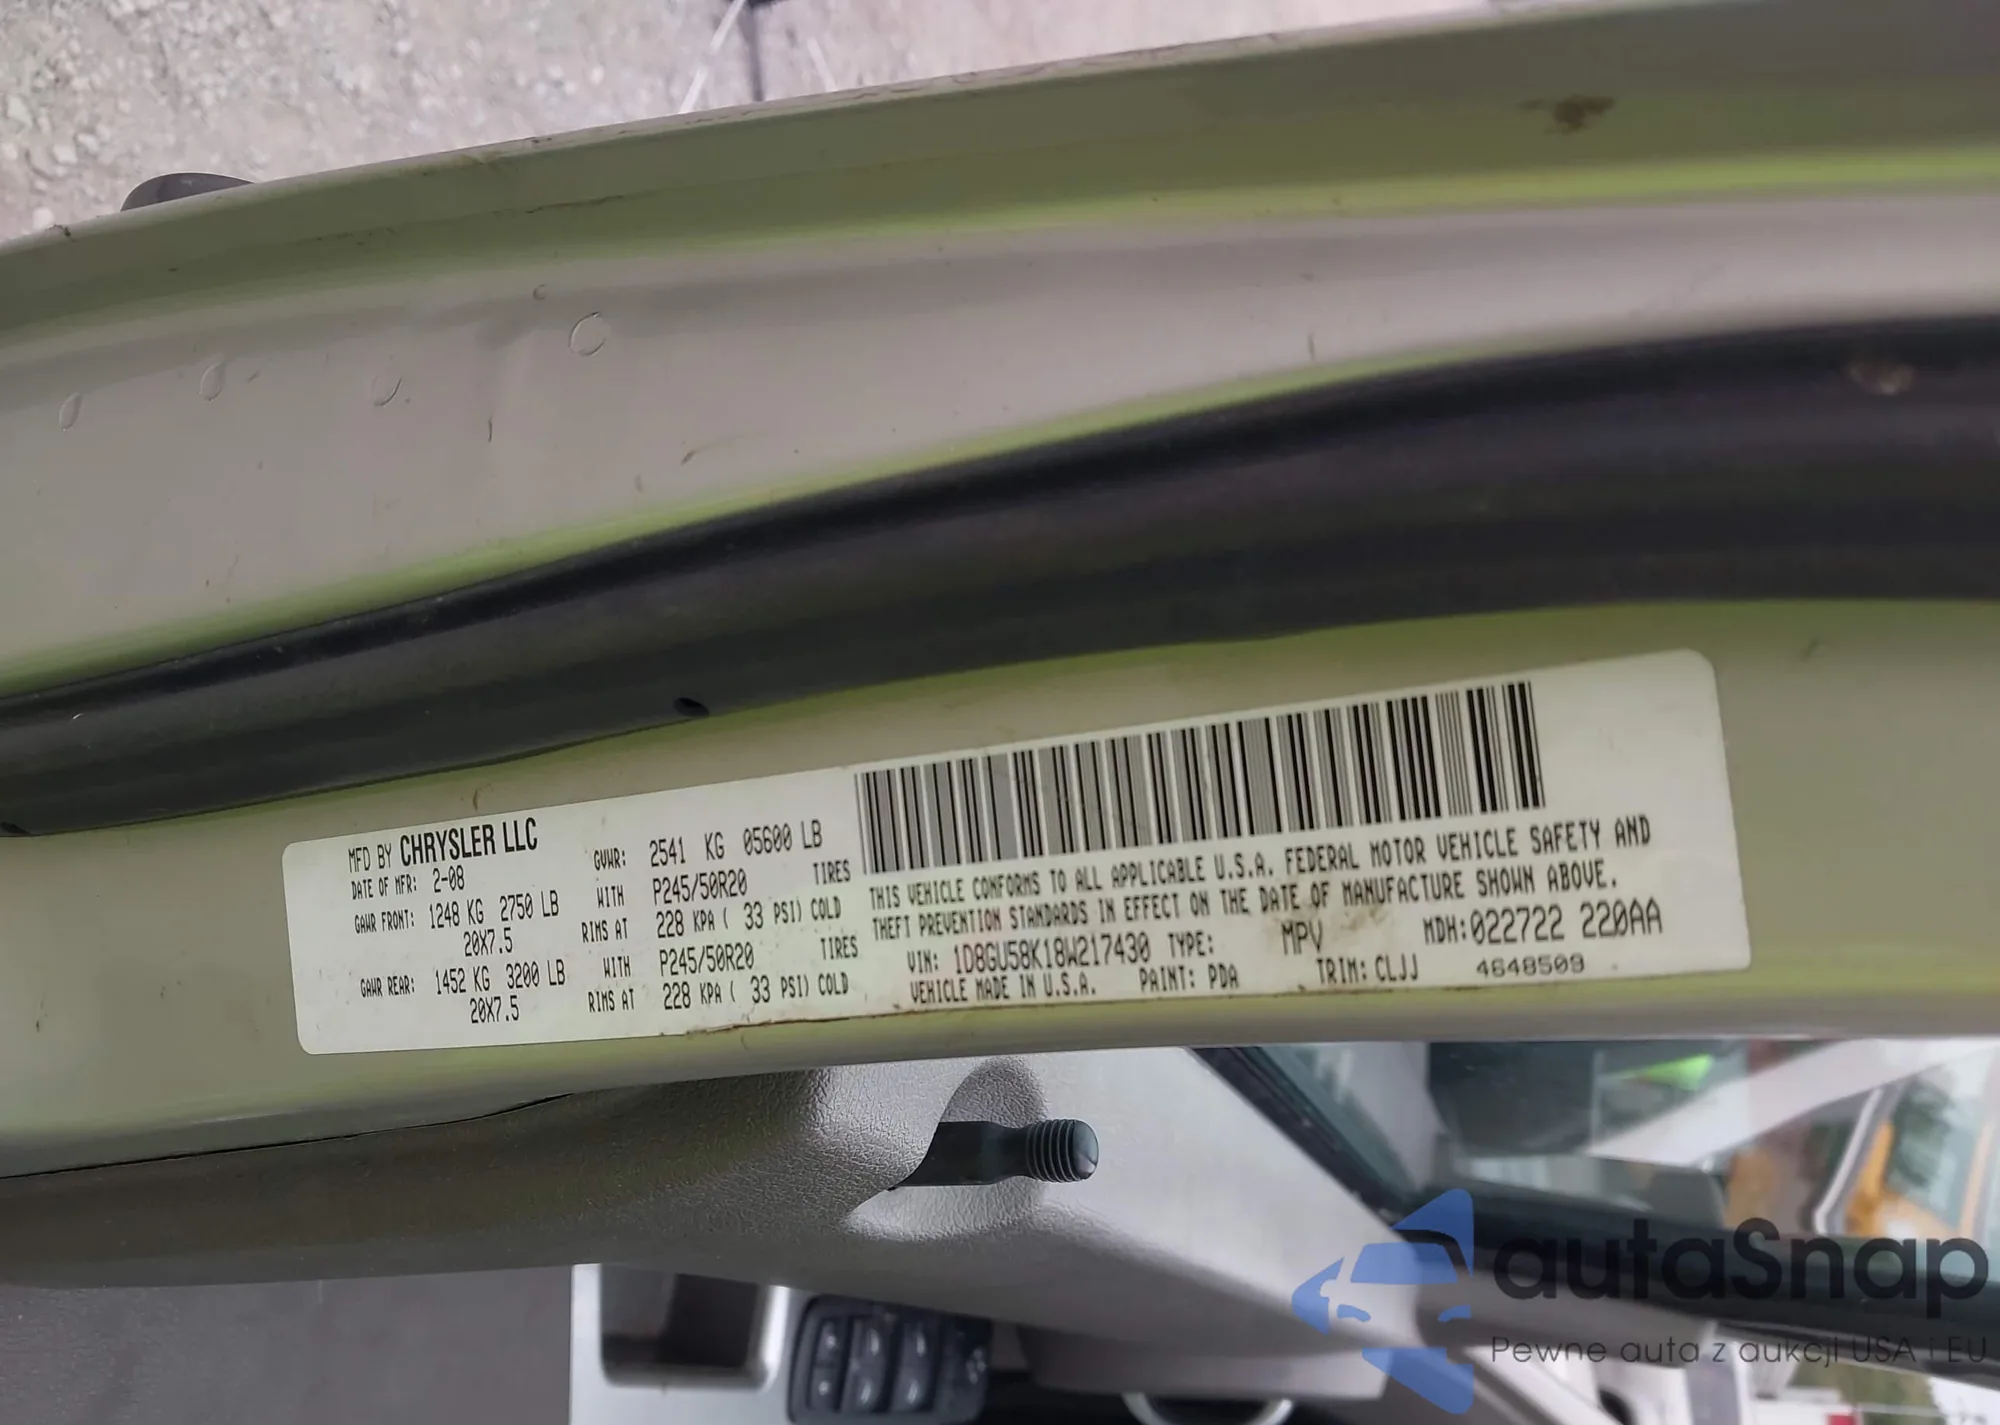 MFD BY CHRYSLER LLC
DATE OF MFR: 2-08
GVWR: 2541 KG 05600 LB
GAWR FRONT: 1248 KG 2750 LB
WITH P245/50R20 TIRES
20X7.5
RIMS AT 228 KPA ( 33 PSI) COLD
GAWR REAR: 1452 KG 3200 LB
WITH P245/50R20 TIRES
20X7.5
RIMS AT 228 KPA ( 33 PSI) COLD
THIS VEHICLE CONFORMS TO ALL APPLICABLE U.S.A. FEDERAL MOTOR VEHICLE SAFETY AND
THEFT PREVENTION STANDARDS IN EFFECT ON THE DATE OF MANUFACTURE SHOWN ABOVE.
VIN: 1D8GU58K18W217430 TYPE: MPV MDH:022722 220AA
VEHICLE MADE IN U.S.A. PAINT: PDA TRIM: CLJJ 4648509
autaSnap
Pewne auta z aukcji USA i EU